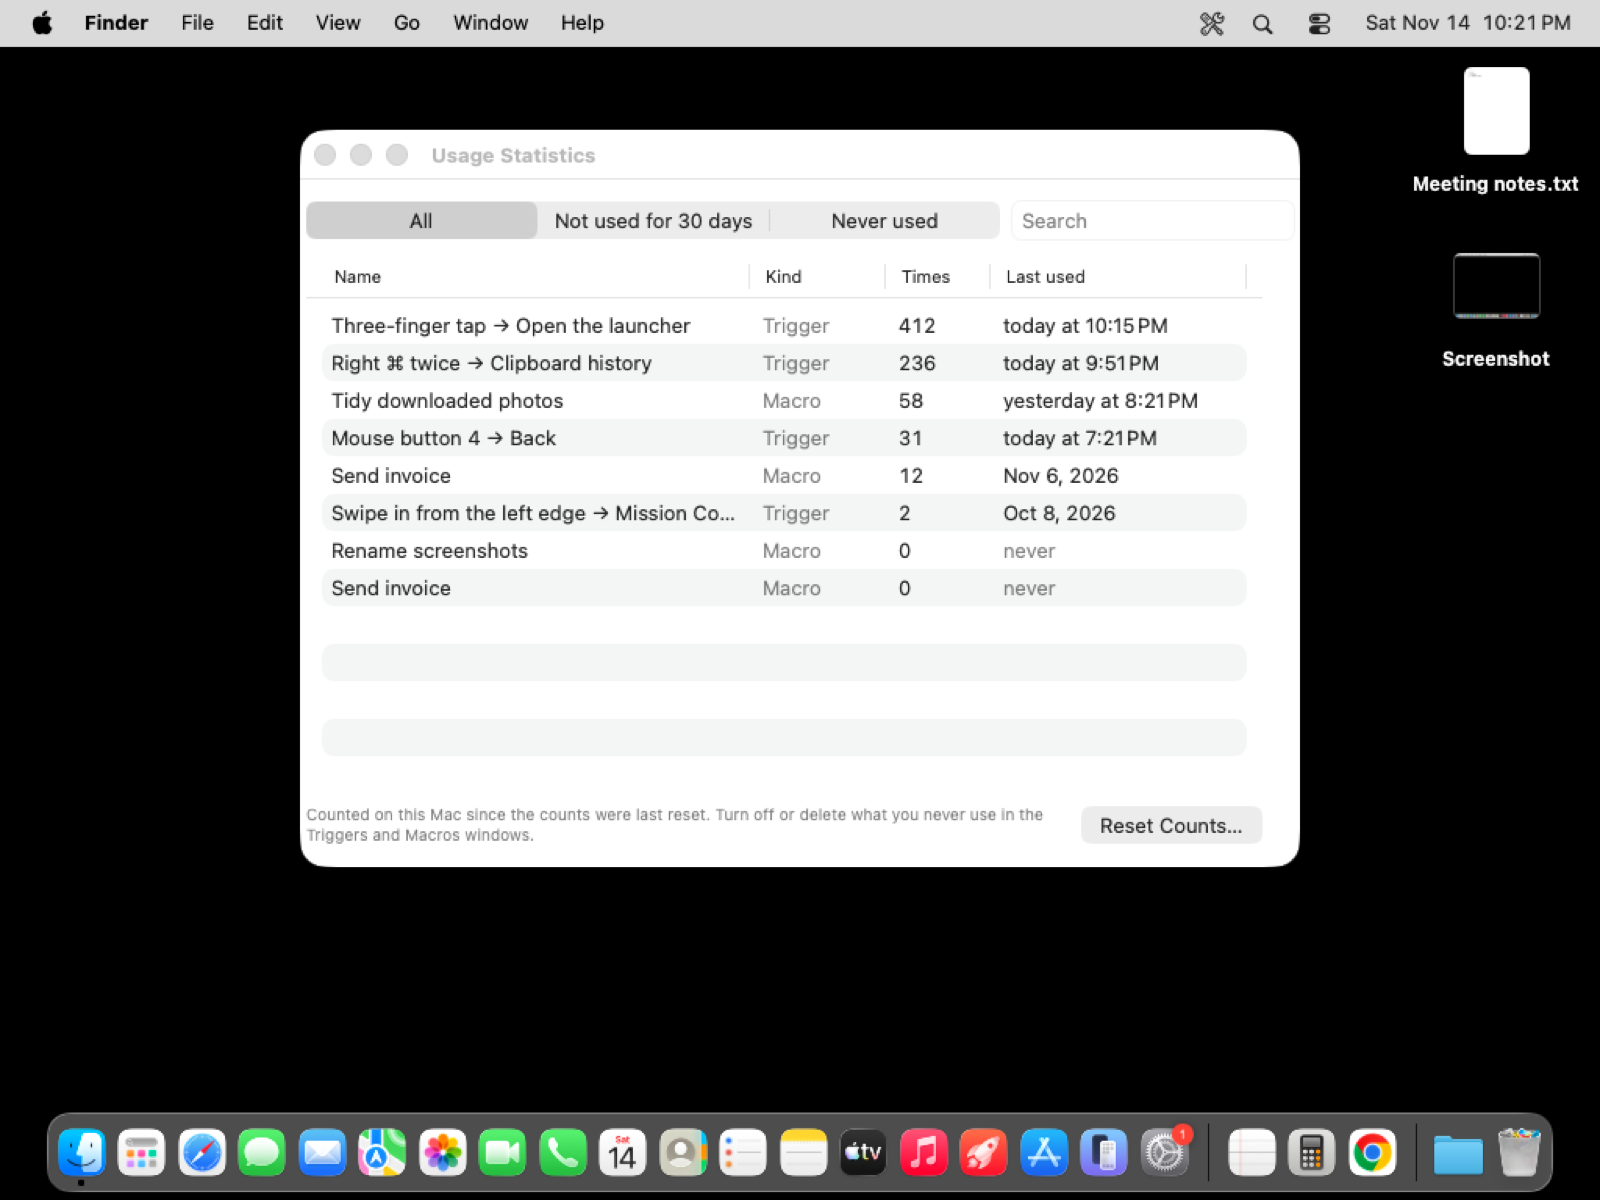 Finder File Edit View Go Window Help Sat Nov 14 10:21 PM
Meeting notes.txt
Screenshot
Usage Statistics
All Not used for 30 days Never used Search
Name Kind Times Last used
Three-finger tap → Open the launcher Trigger 412 today at 10:15 PM
Right ⌘ twice → Clipboard history Trigger 236 today at 9:51 PM
Tidy downloaded photos Macro 58 yesterday at 8:21 PM
Mouse button 4 → Back Trigger 31 today at 7:21 PM
Send invoice Macro 12 Nov 6, 2026
Swipe in from the left edge → Mission Co... Trigger 2 Oct 8, 2026
Rename screenshots Macro 0 never
Send invoice Macro 0 never
Counted on this Mac since the counts were last reset. Turn off or delete what you never use in the
Triggers and Macros windows.
Reset Counts...
Sat
14
tv
1